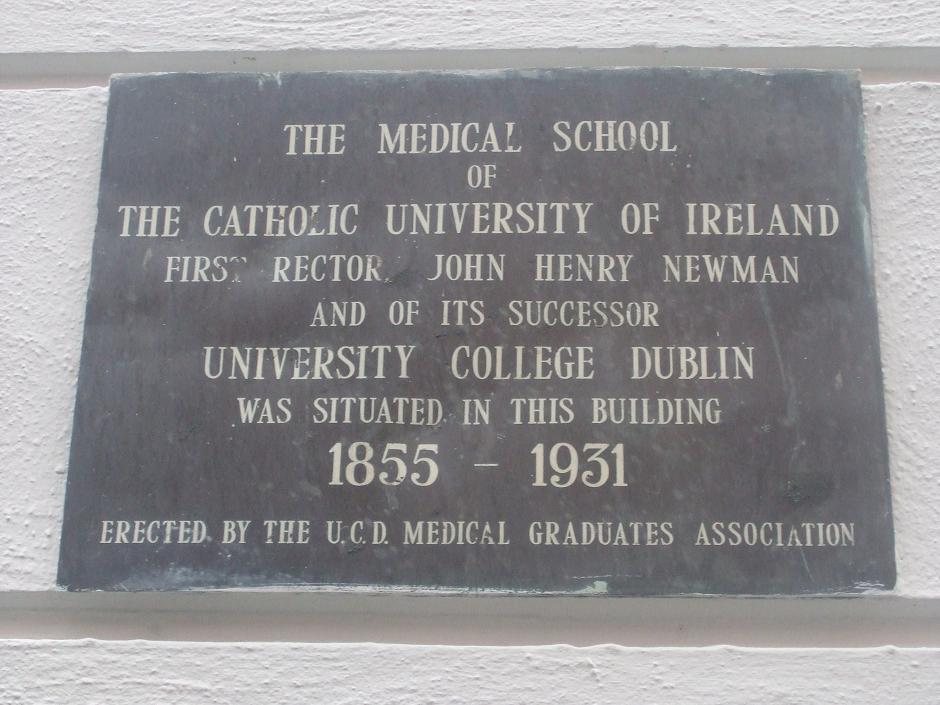 THE MEDICAL SCHOOL
OF
THE CATHOLIC UNIVERSITY OF IRELAND
FIRST RECTOR JOHN HENRY NEWMAN
AND OF ITS SUCCESSOR
UNIVERSITY COLLEGE DUBLIN
WAS SITUATED IN THIS BUILDING
1855 – 1931
ERECTED BY THE U.C.D. MEDICAL GRADUATES ASSOCIATION